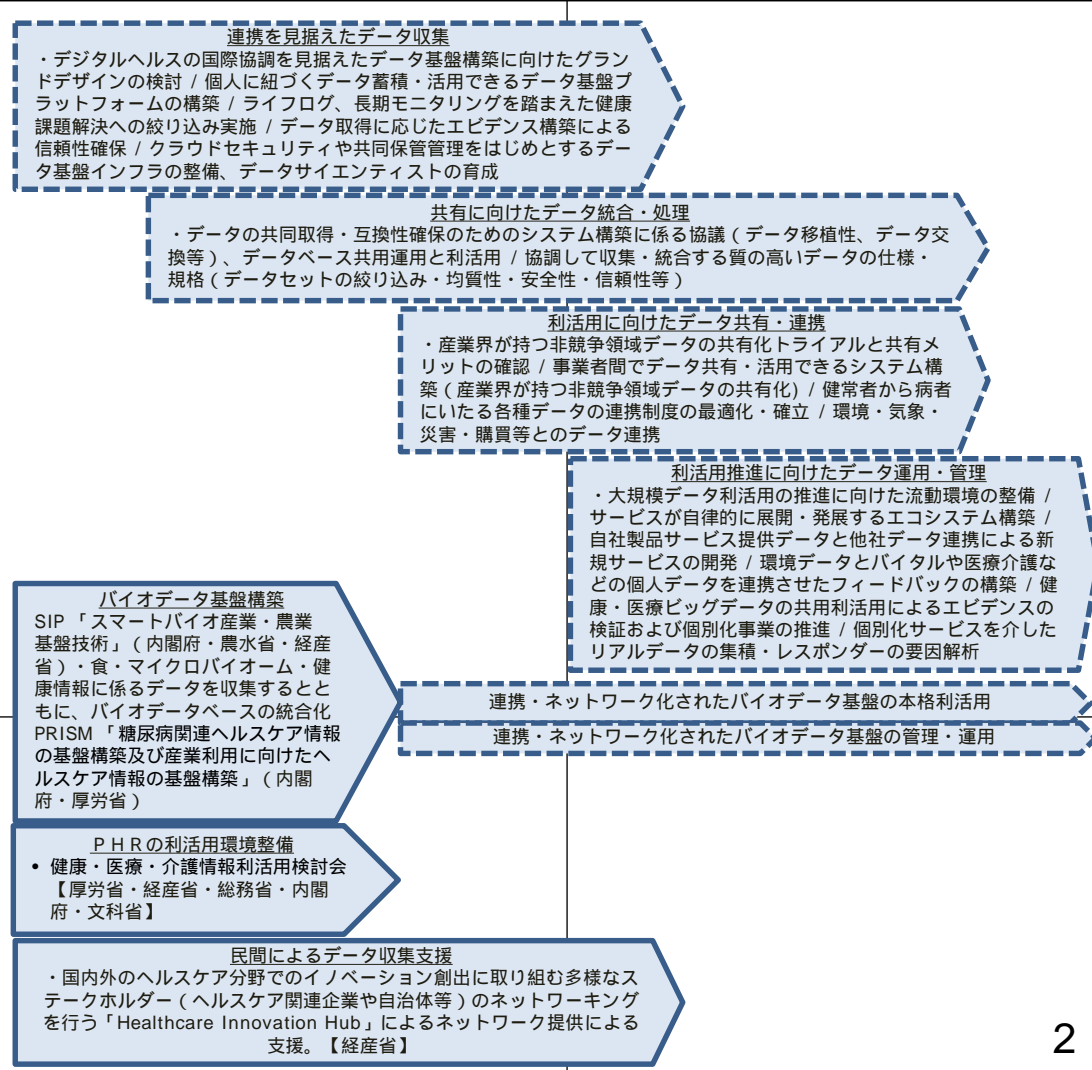 連携を見据えたデータ収集
・デジタルヘルスの国際協調を見据えたデータ基盤構築に向けたグラン
ドデザインの検討 / 個人に紐づくデータ蓄積・活用できるデータ基盤プ
ラットフォームの構築 / ライフログ、長期モニタリングを踏まえた健康
課題解決への絞り込み実施 / データ取得に応じたエビデンス構築による
信頼性確保 / クラウドセキュリティや共同保管管理をはじめとするデー
タ基盤インフラの整備、データサイエンティストの育成
共有に向けたデータ統合・処理
・データの共同取得・互換性確保のためのシステム構築に係る協議(データ移植性、データ交
換等)、データベース共用運用と利活用 / 協調して収集・統合する質の高いデータの仕様・
規格(データセットの絞り込み・均質性・安全性・信頼性等)
利活用に向けたデータ共有・連携
・産業界が持つ非競争領域データの共有化トライアルと共有メ
リットの確認 / 事業者間でデータ共有・活用できるシステム構
築(産業界が持つ非競争領域データの共有化) / 健常者から病者
にいたる各種データの連携制度の最適化・確立 / 環境・気象・
災害・購買等とのデータ連携
利活用推進に向けたデータ運用・管理
・大規模データ利活用の推進に向けた流動環境の整備 /
サービスが自律的に展開・発展するエコシステム構築 /
自社製品サービス提供データと他社データ連携による新
規サービスの開発 / 環境データとバイタルや医療介護な
どの個人データを連携させたフィードバックの構築 / 健
康・医療ビッグデータの共用利活用によるエビデンスの
検証および個別化事業の推進 / 個別化サービスを介した
リアルデータの集積・レスポンダーの要因解析
バイオデータ基盤構築
SIP 「スマートバイオ産業・農業
基盤技術」(内閣府・農水省・経産
省)・食・マイクロバイオーム・健
康情報に係るデータを収集するとと
もに、バイオデータベースの統合化
PRISM 「糖尿病関連ヘルスケア情報
の基盤構築及び産業利用に向けたヘ
ルスケア情報の基盤構築」(内閣
府・厚労省)
連携・ネットワーク化されたバイオデータ基盤の本格利活用
連携・ネットワーク化されたバイオデータ基盤の管理・運用
PHRの利活用環境整備
• 健康・医療・介護情報利活用検討会
【厚労省・経産省・総務省・内閣
府・文科省】
民間によるデータ収集支援
・国内外のヘルスケア分野でのイノベーション創出に取り組む多様なス
テークホルダー(ヘルスケア関連企業や自治体等)のネットワーキング
を行う「Healthcare Innovation Hub」によるネットワーク提供による
支援。【経産省】
2